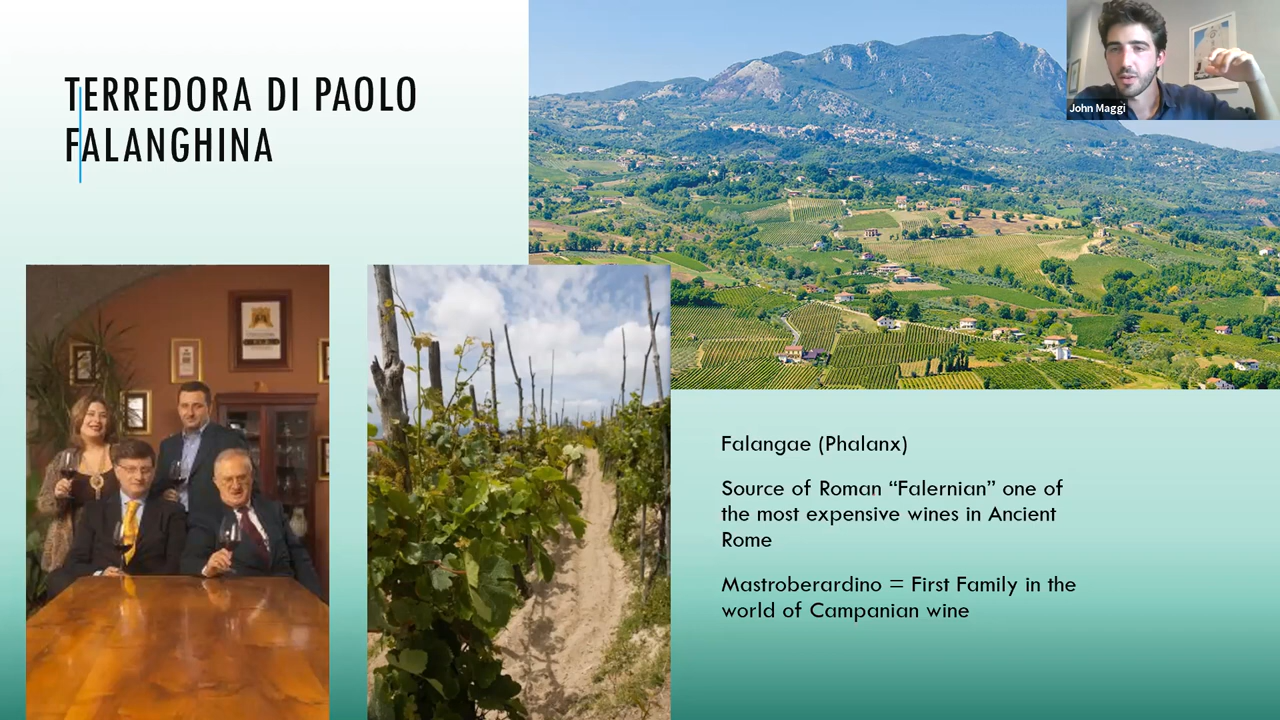 TERREDORA DI PAOLO
FALANGHINA
John Maggi
Falangae (Phalanx)
Source of Roman “Falernian” one of
the most expensive wines in Ancient
Rome
Mastroberardino = First Family in the
world of Campanian wine